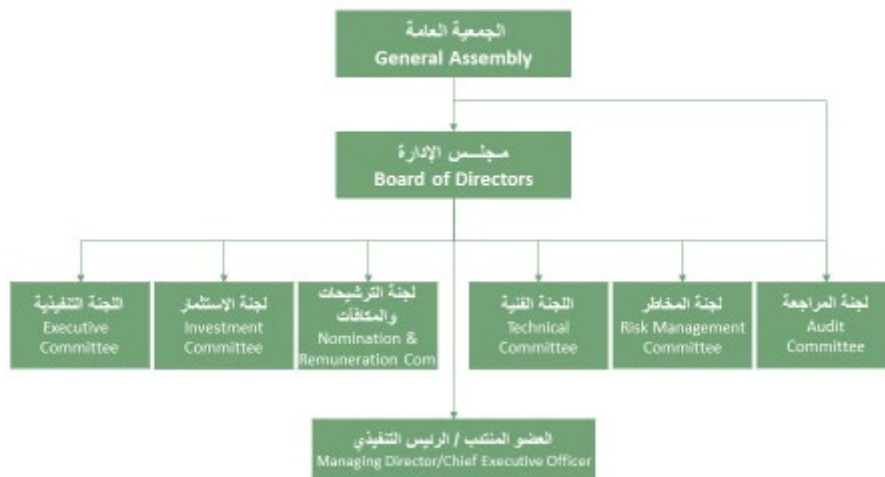 الجمعية العامة
General Assembly
مجلس الإدارة
Board of Directors
اللجنة التنفيذية
Executive
Committee
لجنة الإستثمار
Investment
Committee
لجنة الترشيحات
والمكافآت
Nomination &
Remuneration Com
اللجنة الفنية
Technical
Committee
لجنة المخاطر
Risk Management
Committee
لجنة المراجعة
Audit
Committee
العضو المنتدب / الرئيس التنفيذي
Managing Director/Chief Executive Officer